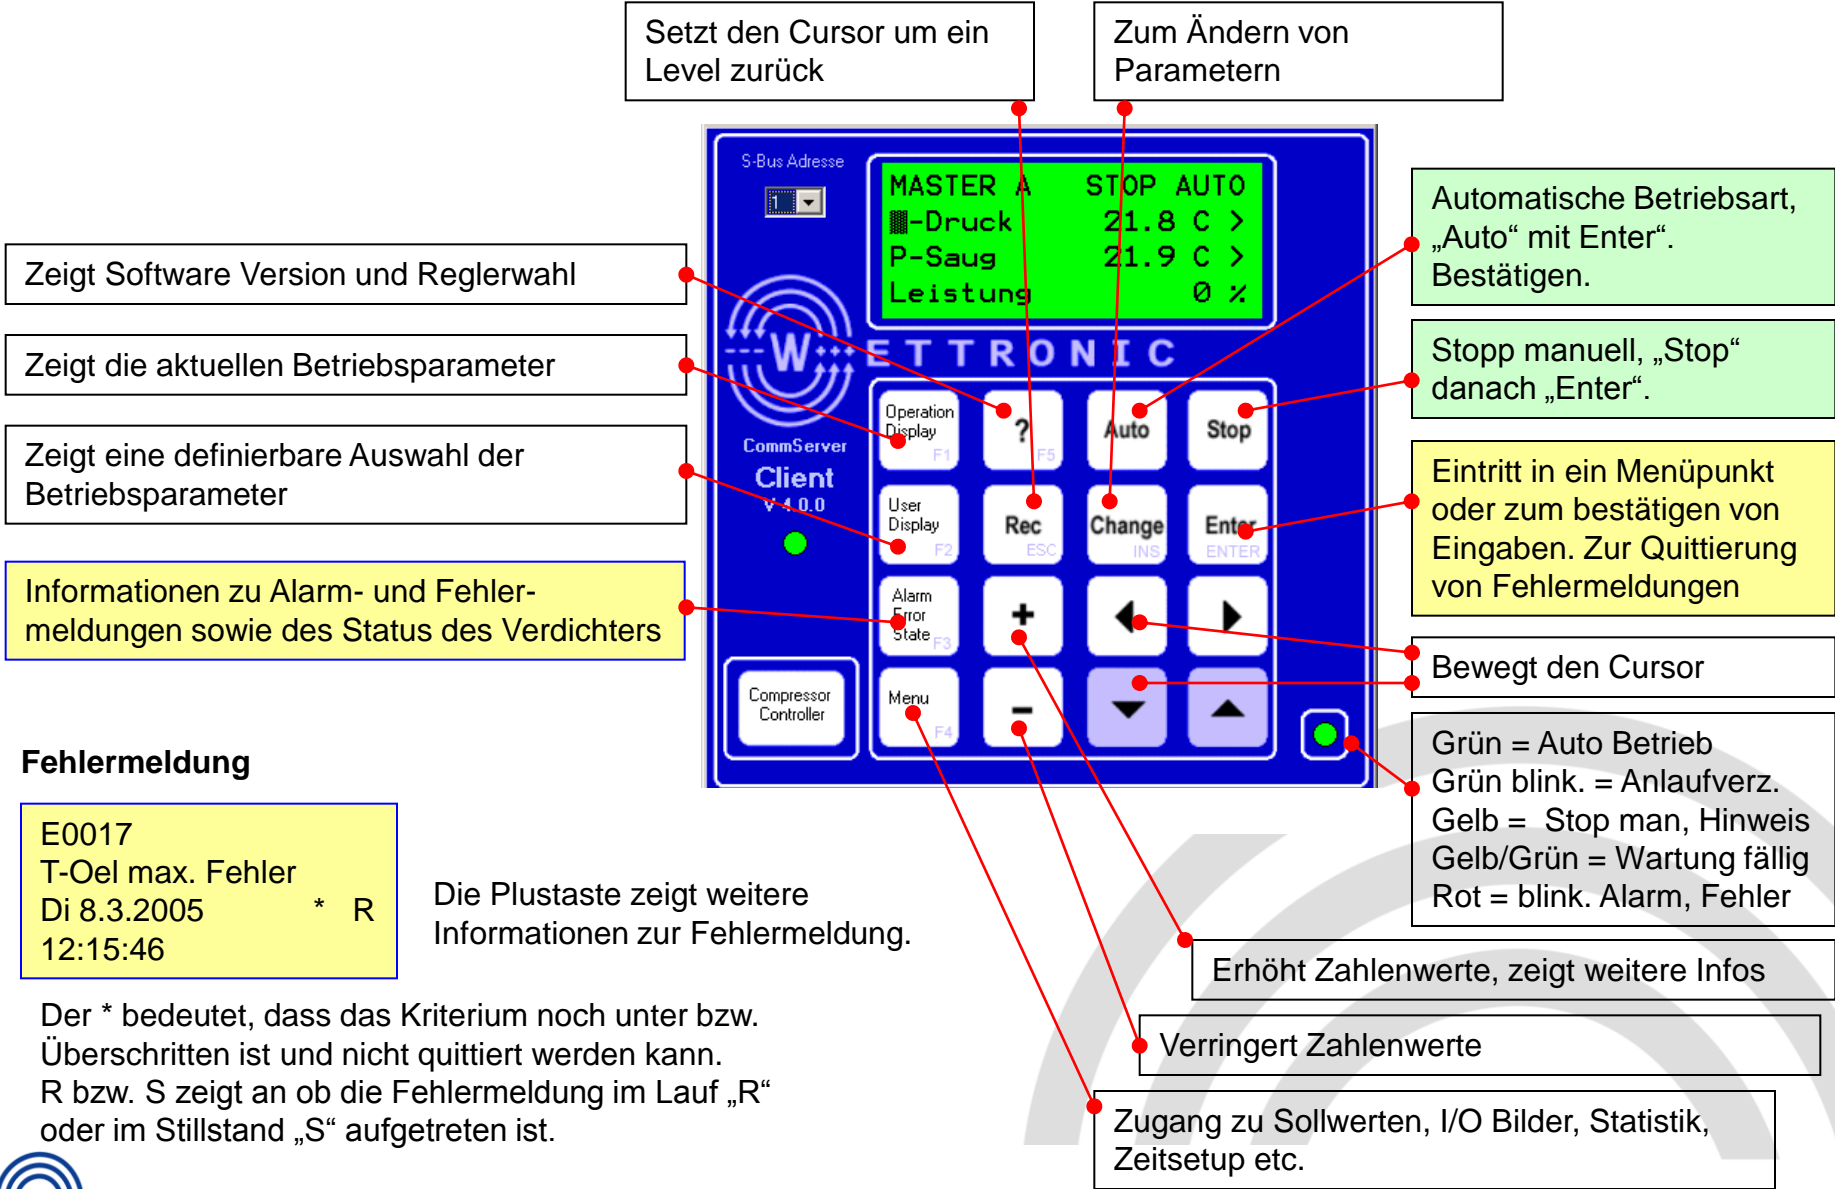 Setzt den Cursor um ein
Level zurück
Zum Ändern von
Parametern
S-Bus Adresse
1
MASTER A STOP AUTO
-Druck 21.8 C >
P-Saug 21.9 C >
Leistung 0 %
Automatische Betriebsart,
„Auto“ mit Enter“.
Bestätigen.
Zeigt Software Version und Reglerwahl
Zeigt die aktuellen Betriebsparameter
Zeigt eine definierbare Auswahl der
Betriebsparameter
Informationen zu Alarm- und Fehler-
meldungen sowie des Status des Verdichters
WETTRONIC
CommServer
Client
V 4.0.0
Operation
Display
F1
?
F5
Auto
Stop
User
Display
F2
Rec
ESC
Change
INS
Enter
ENTER
Alarm
Error
State
F3
+
Menu
F4
-
Compressor
Controller
Stopp manuell, „Stop“
danach „Enter“.
Eintritt in ein Menüpunkt
oder zum bestätigen von
Eingaben. Zur Quittierung
von Fehlermeldungen
Bewegt den Cursor
Grün = Auto Betrieb
Grün blink. = Anlaufverz.
Gelb = Stop man, Hinweis
Gelb/Grün = Wartung fällig
Rot = blink. Alarm, Fehler
Fehlermeldung
E0017
T-Oel max. Fehler
Di 8.3.2005 * R
12:15:46
Die Plustaste zeigt weitere
Informationen zur Fehlermeldung.
Erhöht Zahlenwerte, zeigt weitere Infos
Verringert Zahlenwerte
Der * bedeutet, dass das Kriterium noch unter bzw.
Überschritten ist und nicht quittiert werden kann.
R bzw. S zeigt an ob die Fehlermeldung im Lauf „R“
oder im Stillstand „S“ aufgetreten ist.
Zugang zu Sollwerten, I/O Bilder, Statistik,
Zeitsetup etc.